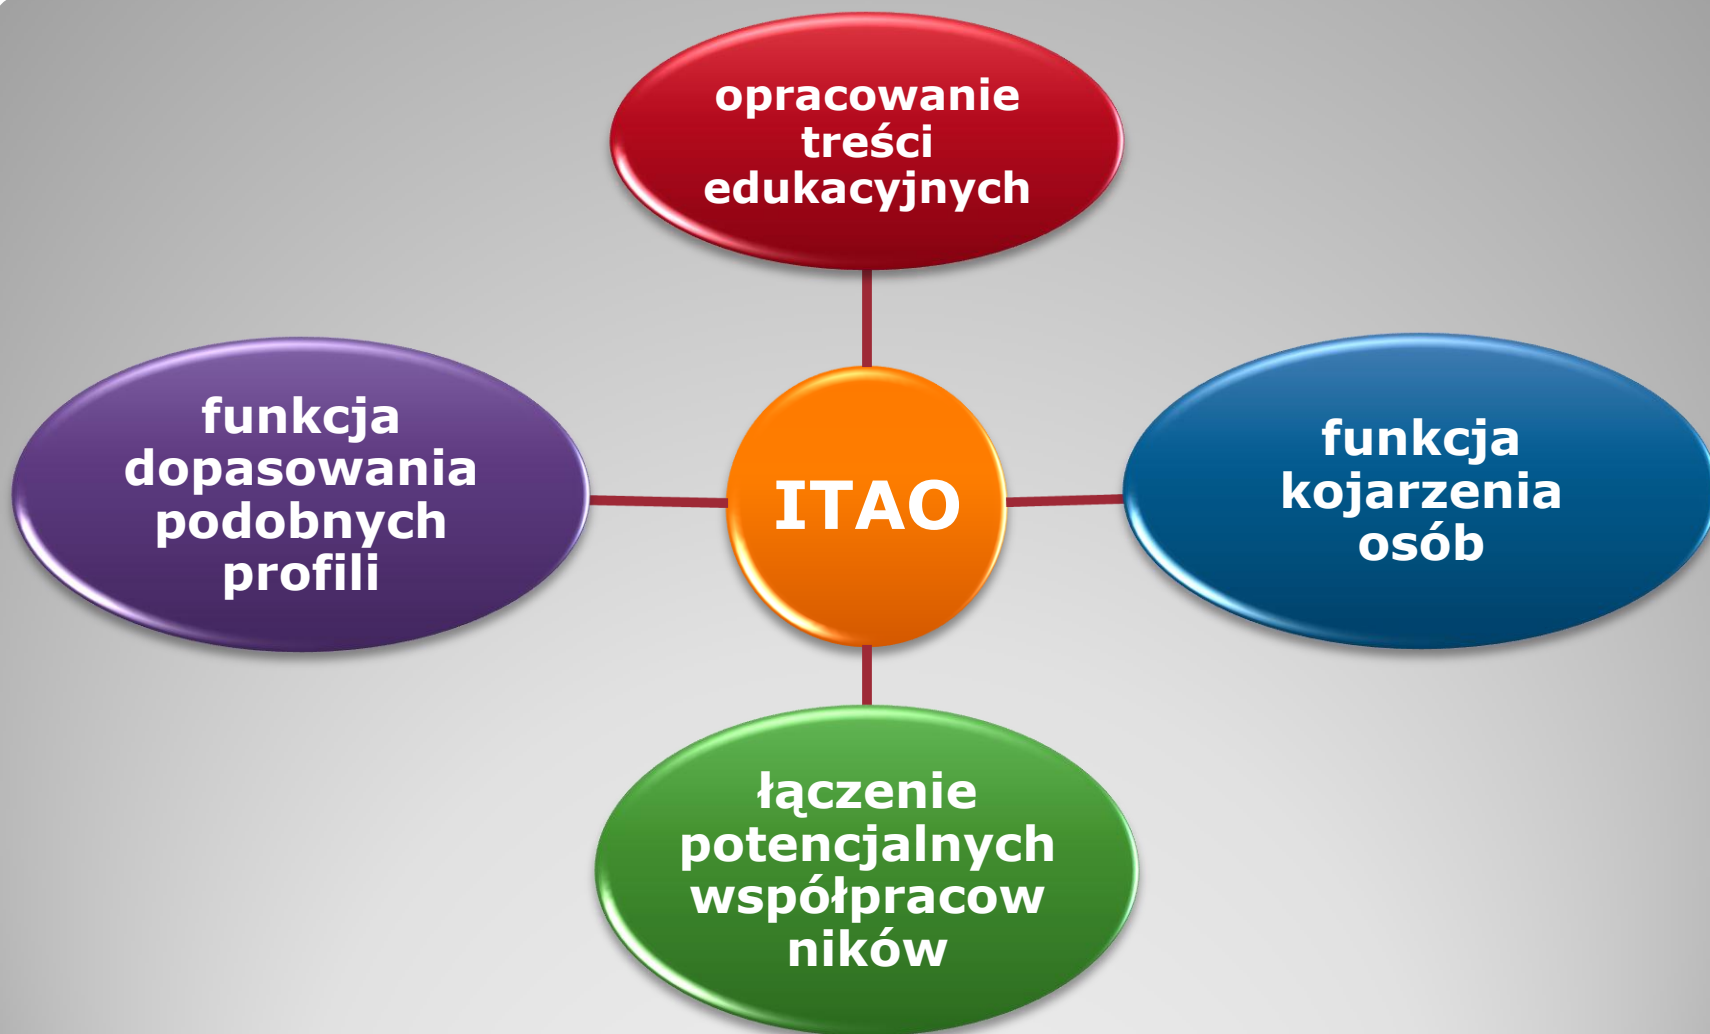 opracowanie
treści
edukacyjnych
funkcja
dopasowania
podobnych
profili
ITAO
funkcja
kojarzenia
osób
łączenie
potencjalnych
współpracow
ników